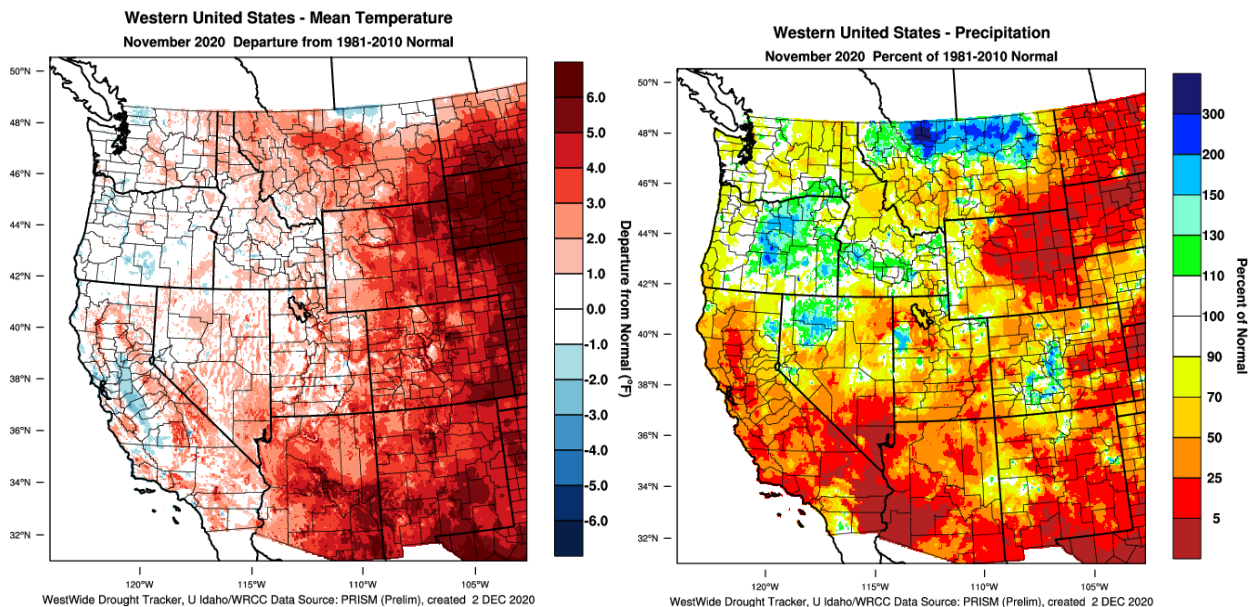 Western United States - Mean Temperature
November 2020 Departure from 1981-2010 Normal
50°N
48°N
46°N
44°N
42°N
40°N
38°N
36°N
34°N
32°N
120°W
115°W
110°W
105°W
6.0
5.0
4.0
3.0
2.0
1.0
0.0
-1.0
-2.0
-3.0
-4.0
-5.0
-6.0
Departure from Normal (°F)
WestWide Drought Tracker, U Idaho/WRCC Data Source: PRISM (Prelim), created 2 DEC 2020
Western United States - Precipitation
November 2020 Percent of 1981-2010 Normal
50°N
48°N
46°N
44°N
42°N
40°N
38°N
36°N
34°N
32°N
120°W
115°W
110°W
105°W
300
200
150
130
110
100
90
70
50
25
5
Percent of Normal
WestWide Drought Tracker, U Idaho/WRCC Data Source: PRISM (Prelim), created 2 DEC 2020